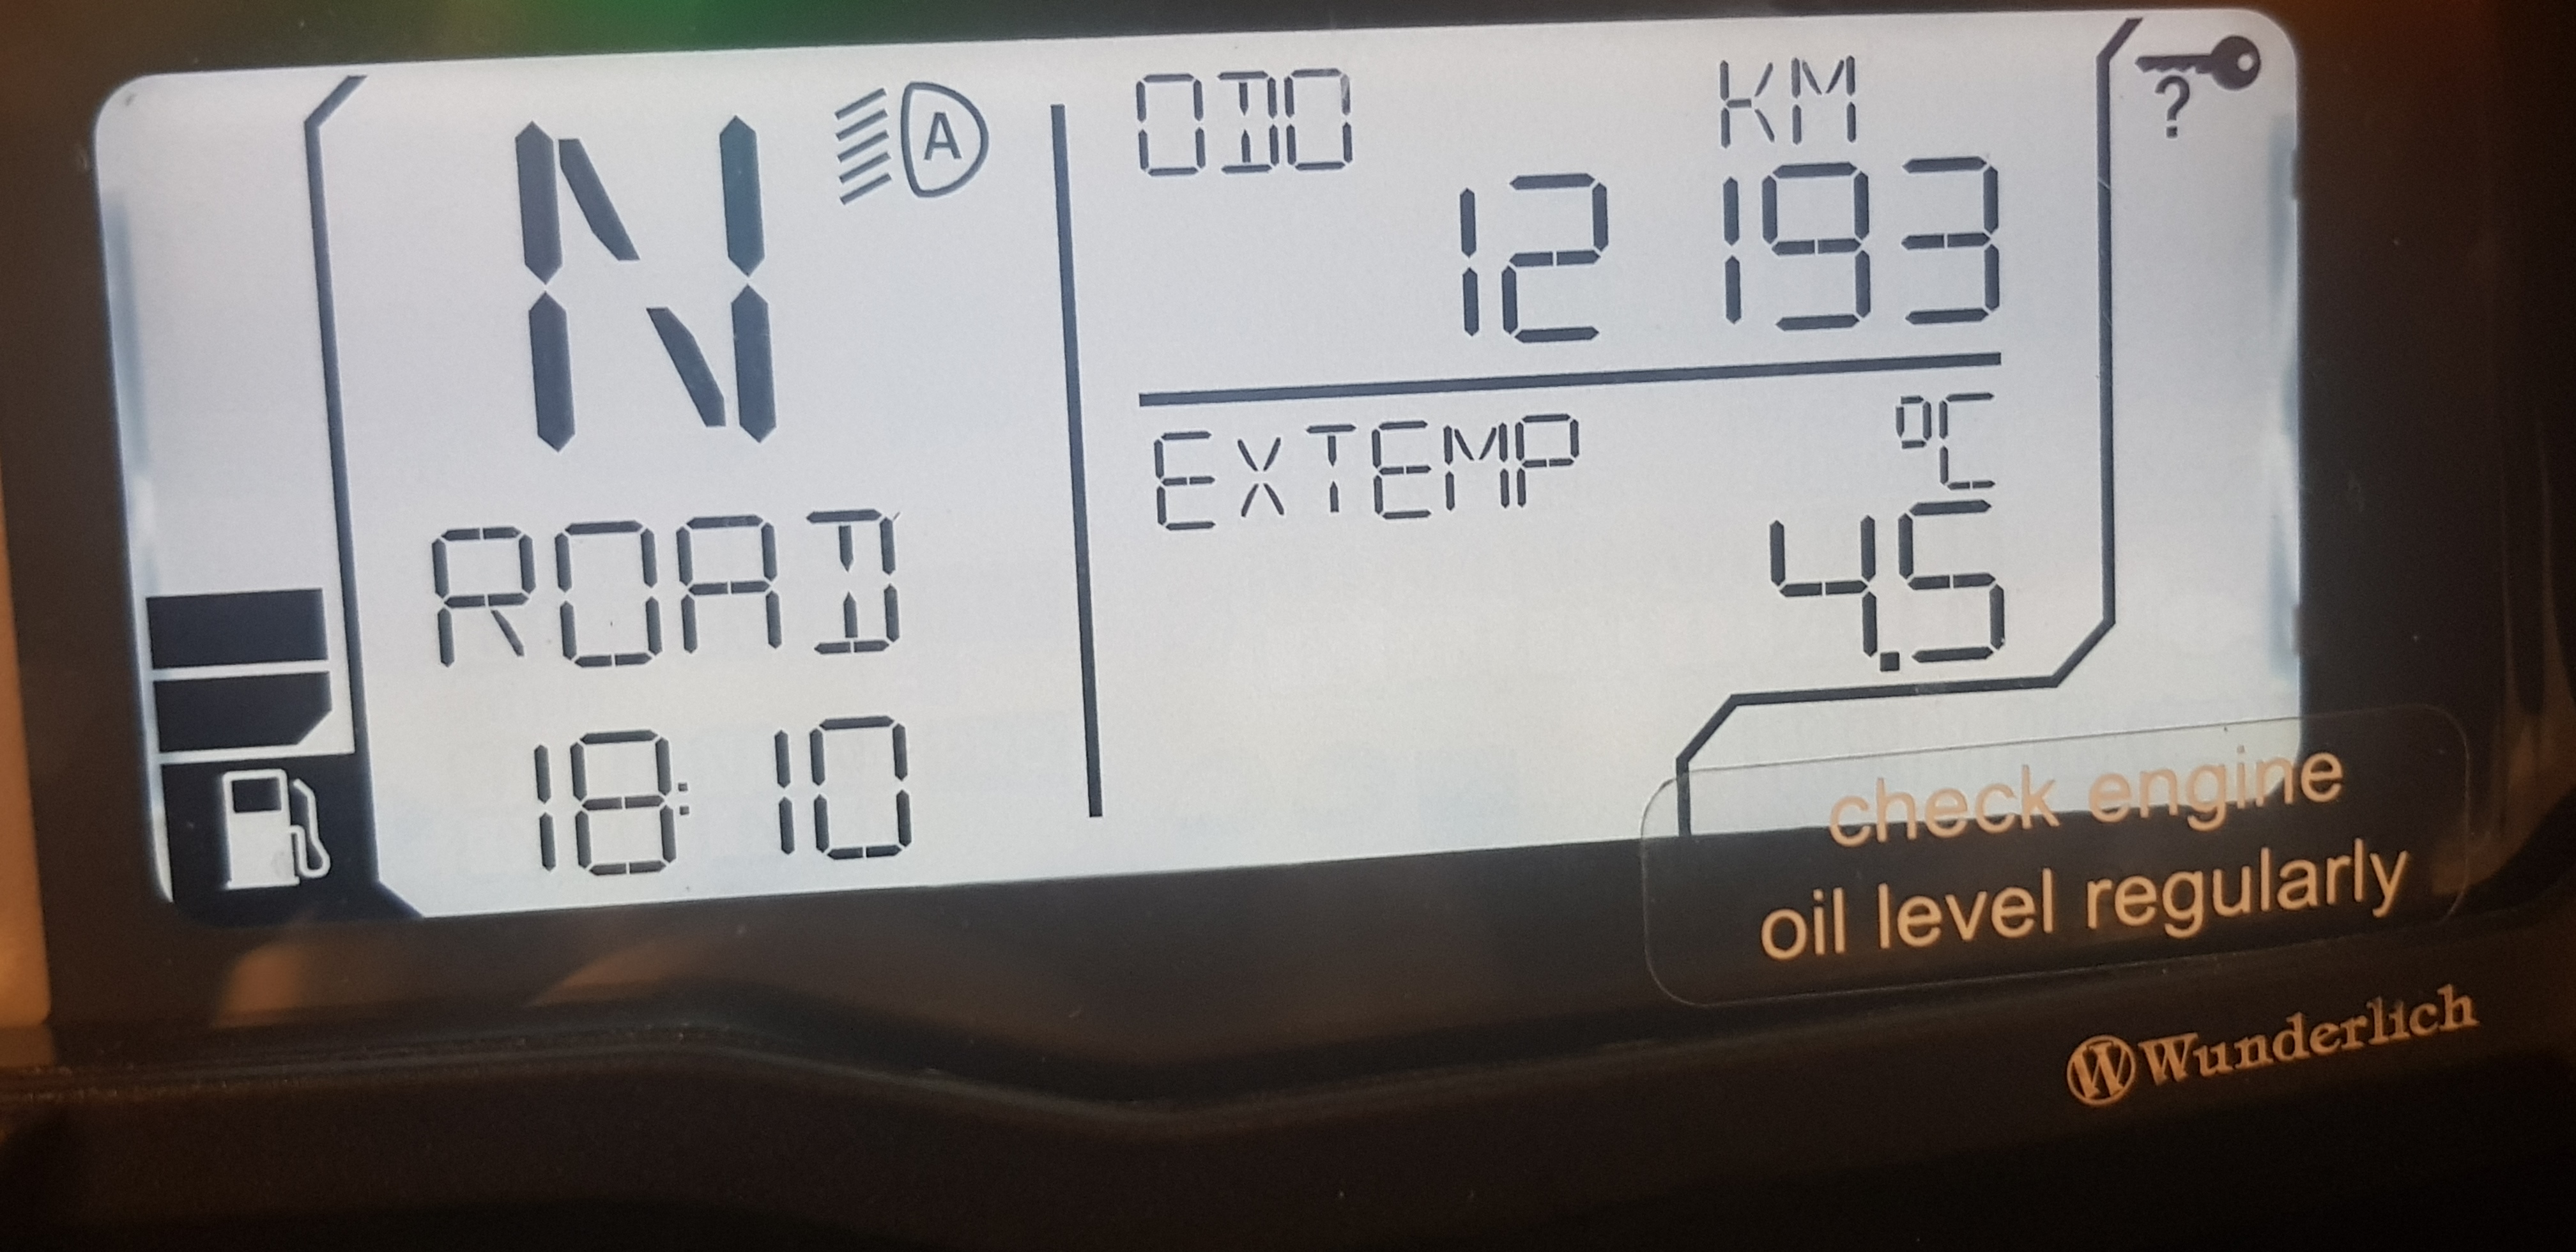 N
A
ROAD
18:10
ODO KM
12 193
EXTEMP °C
4.5
?
check engine
oil level regularly
W Wunderlich